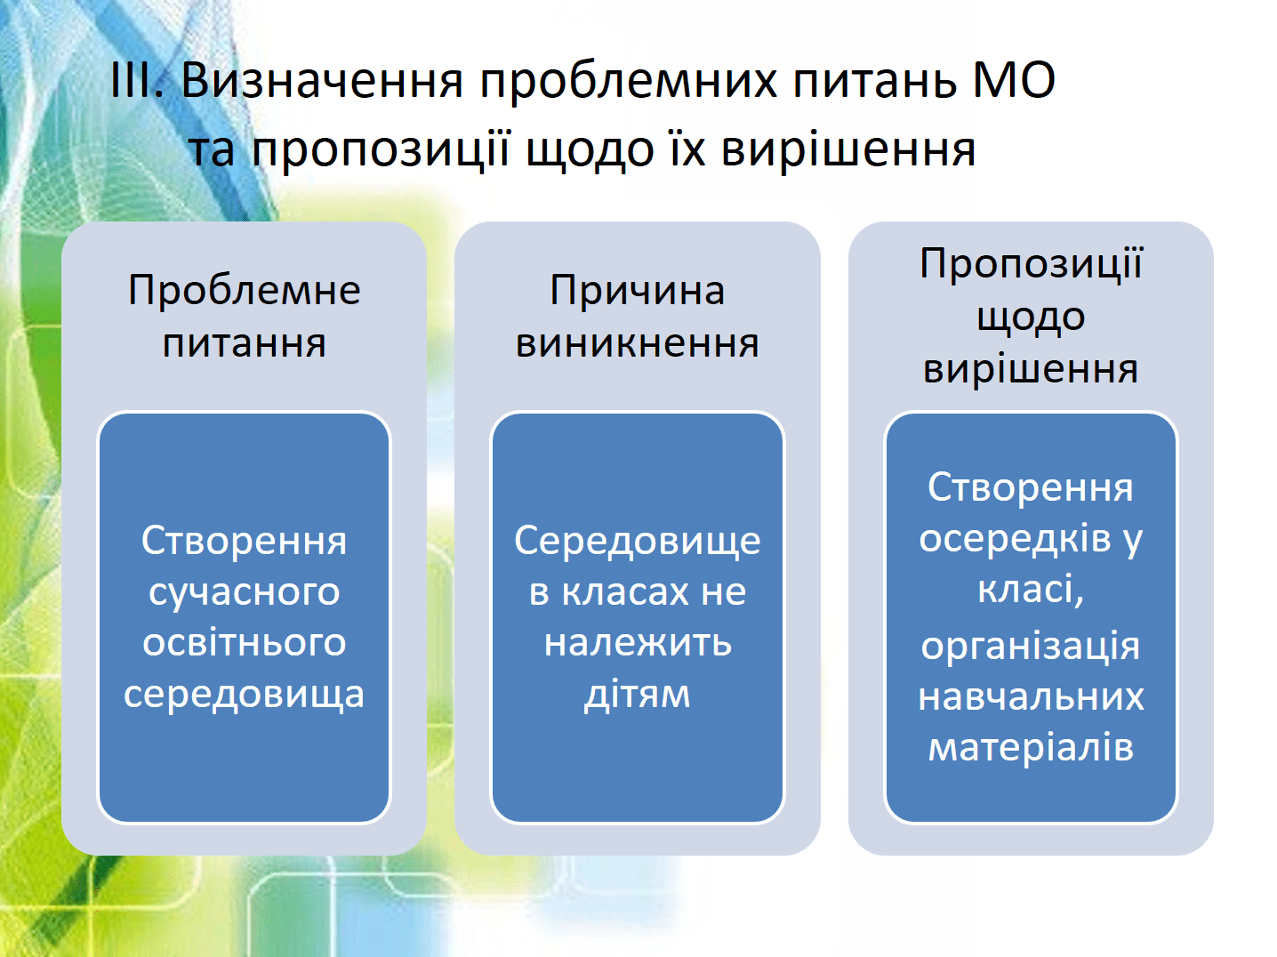 III. Визначення проблемних питань МО
та пропозиції щодо їх вирішення
Проблемне
питання
Створення
сучасного
освітнього
середовища
Причина
виникнення
Середовище
в класах не
належить
дітям
Пропозиції
щодо
вирішення
Створення
осередків у
класі,
організація
навчальних
матеріалів